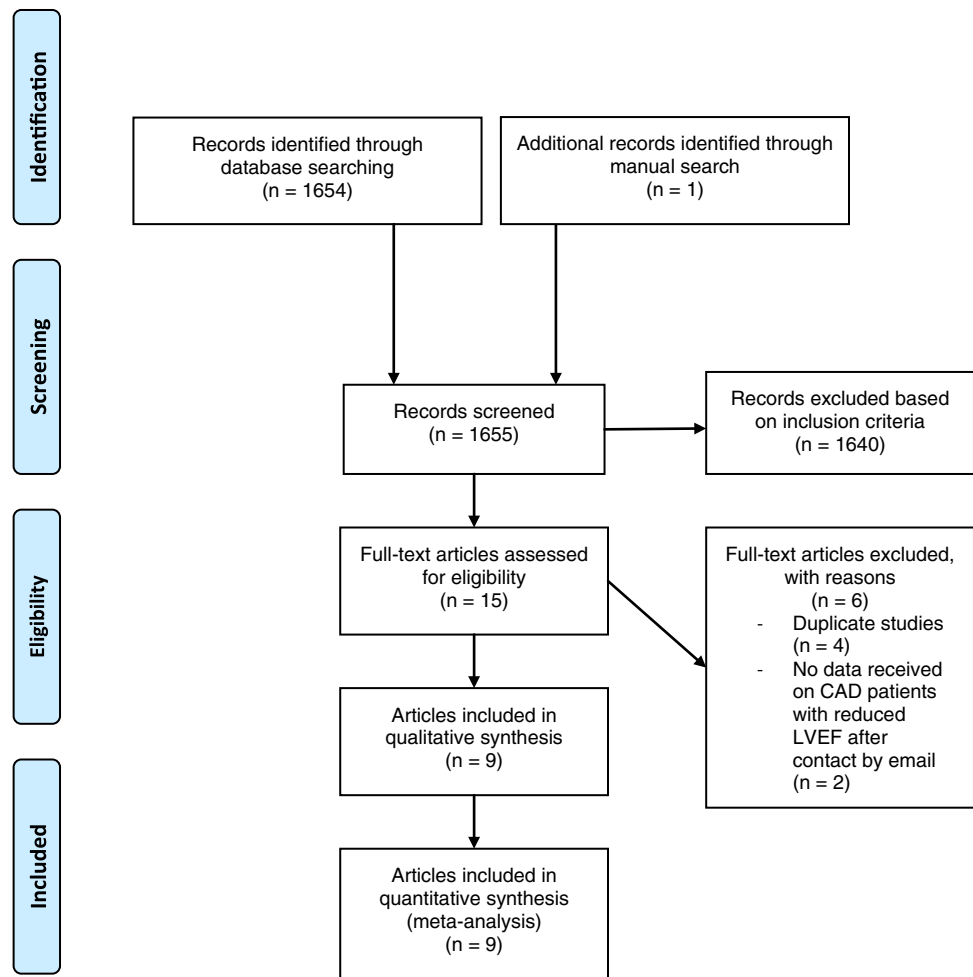 Identification
Records identified through
database searching
(n = 1654)
Additional records identified through
manual search
(n = 1)
Screening
Records screened
(n = 1655)
Records excluded based
on inclusion criteria
(n = 1640)
Eligibility
Full-text articles assessed
for eligibility
(n = 15)
Full-text articles excluded,
with reasons
(n = 6)
- Duplicate studies
(n = 4)
- No data received
on CAD patients
with reduced
LVEF after
contact by email
(n = 2)
Articles included in
qualitative synthesis
(n = 9)
Included
Articles included in
quantitative synthesis
(meta-analysis)
(n = 9)